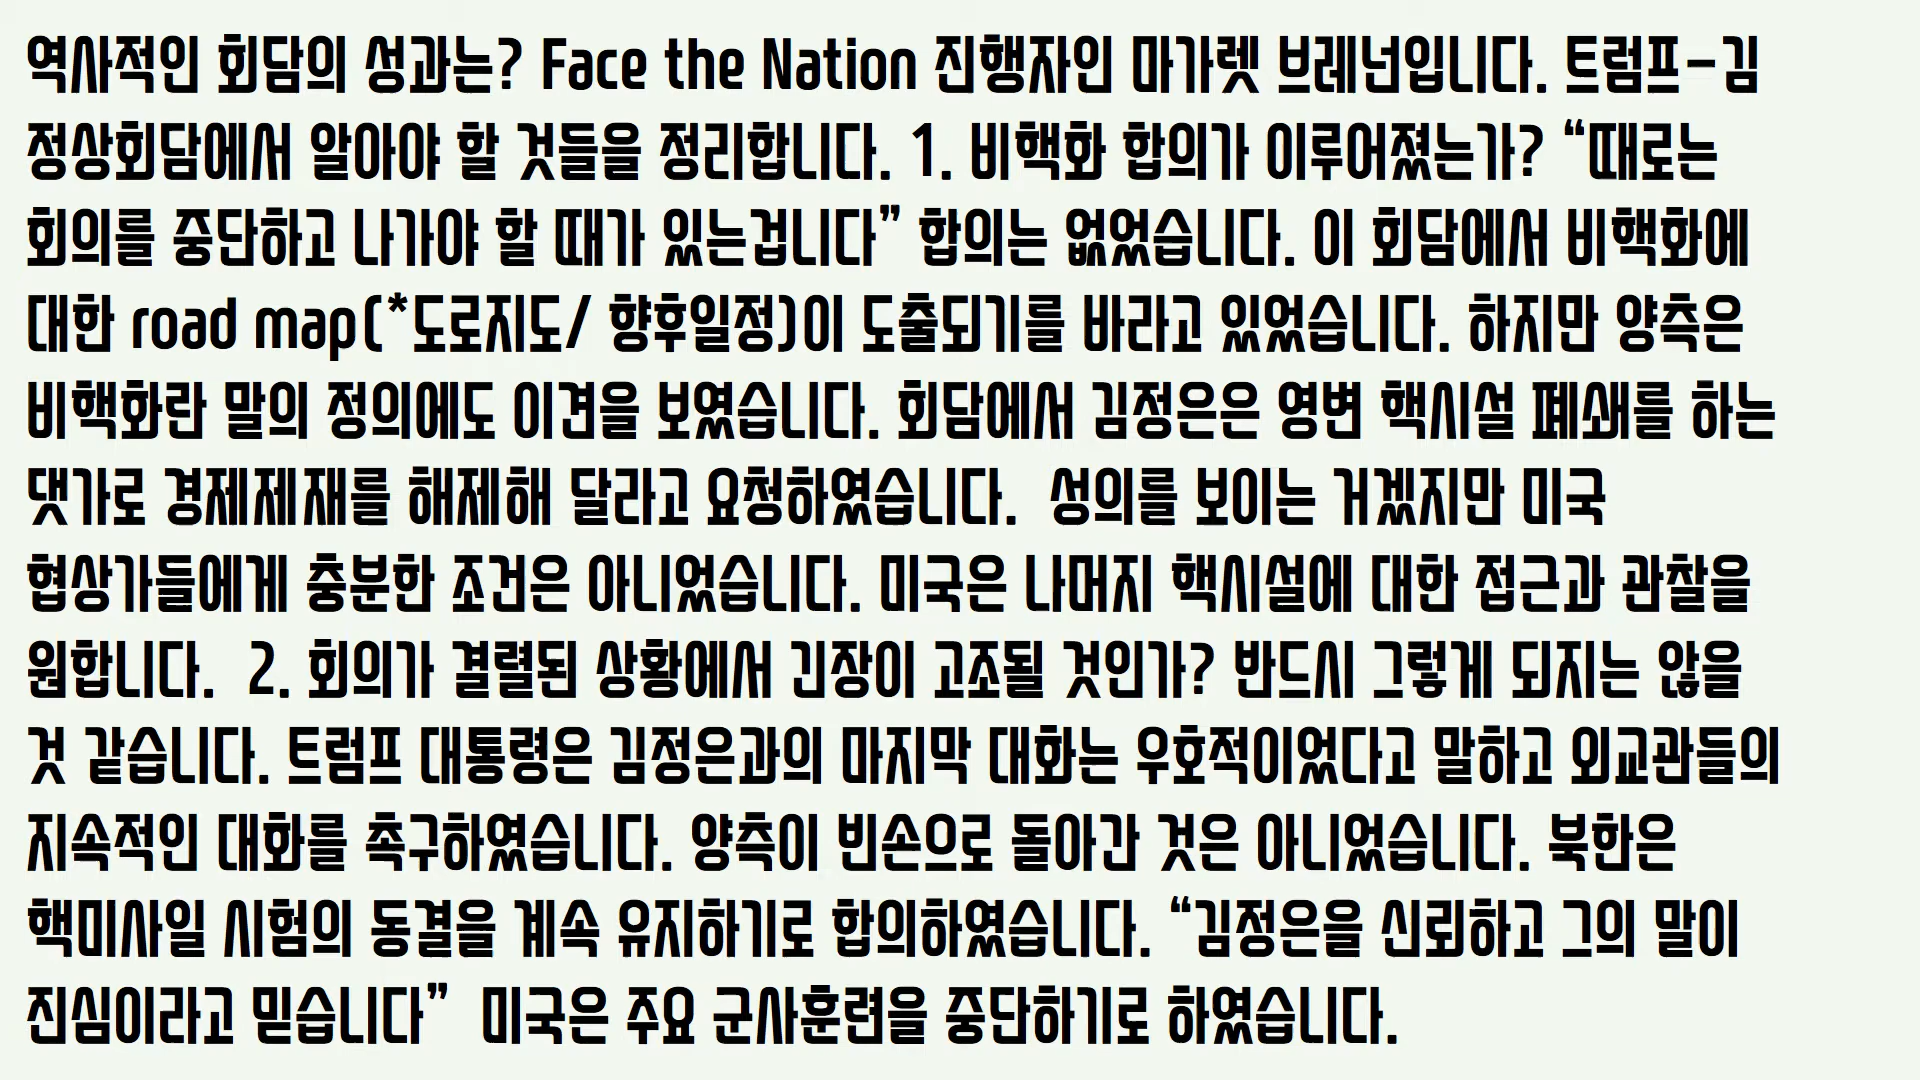 역사적인 회담의 성과는? Face the Nation 진행자인 마가렛 브레넌입니다. 트럼프-김
정상회담에서 알아야 할 것들을 정리합니다. 1. 비핵화 합의가 이루어졌는가? “때로는
회의를 중단하고 나가야 할 때가 있는겁니다” 합의는 없었습니다. 이 회담에서 비핵화에
대한 road map(*도로지도/ 향후일정)이 도출되기를 바라고 있었습니다. 하지만 양측은
비핵화란 말의 정의에도 이견을 보였습니다. 회담에서 김정은은 영변 핵시설 폐쇄를 하는
댓가로 경제제재를 해제해 달라고 요청하였습니다.  성의를 보이는 거겠지만 미국
협상가들에게 충분한 조건은 아니었습니다. 미국은 나머지 핵시설에 대한 접근과 관찰을
원합니다.  2. 회의가 결렬된 상황에서 긴장이 고조될 것인가? 반드시 그렇게 되지는 않을
것 같습니다. 트럼프 대통령은 김정은과의 마지막 대화는 우호적이었다고 말하고 외교관들의
지속적인 대화를 촉구하였습니다. 양측이 빈손으로 돌아간 것은 아니었습니다. 북한은
핵미사일 시험의 동결을 계속 유지하기로 합의하였습니다. “김정은을 신뢰하고 그의 말이
진심이라고 믿습니다”  미국은 주요 군사훈련을 중단하기로 하였습니다.